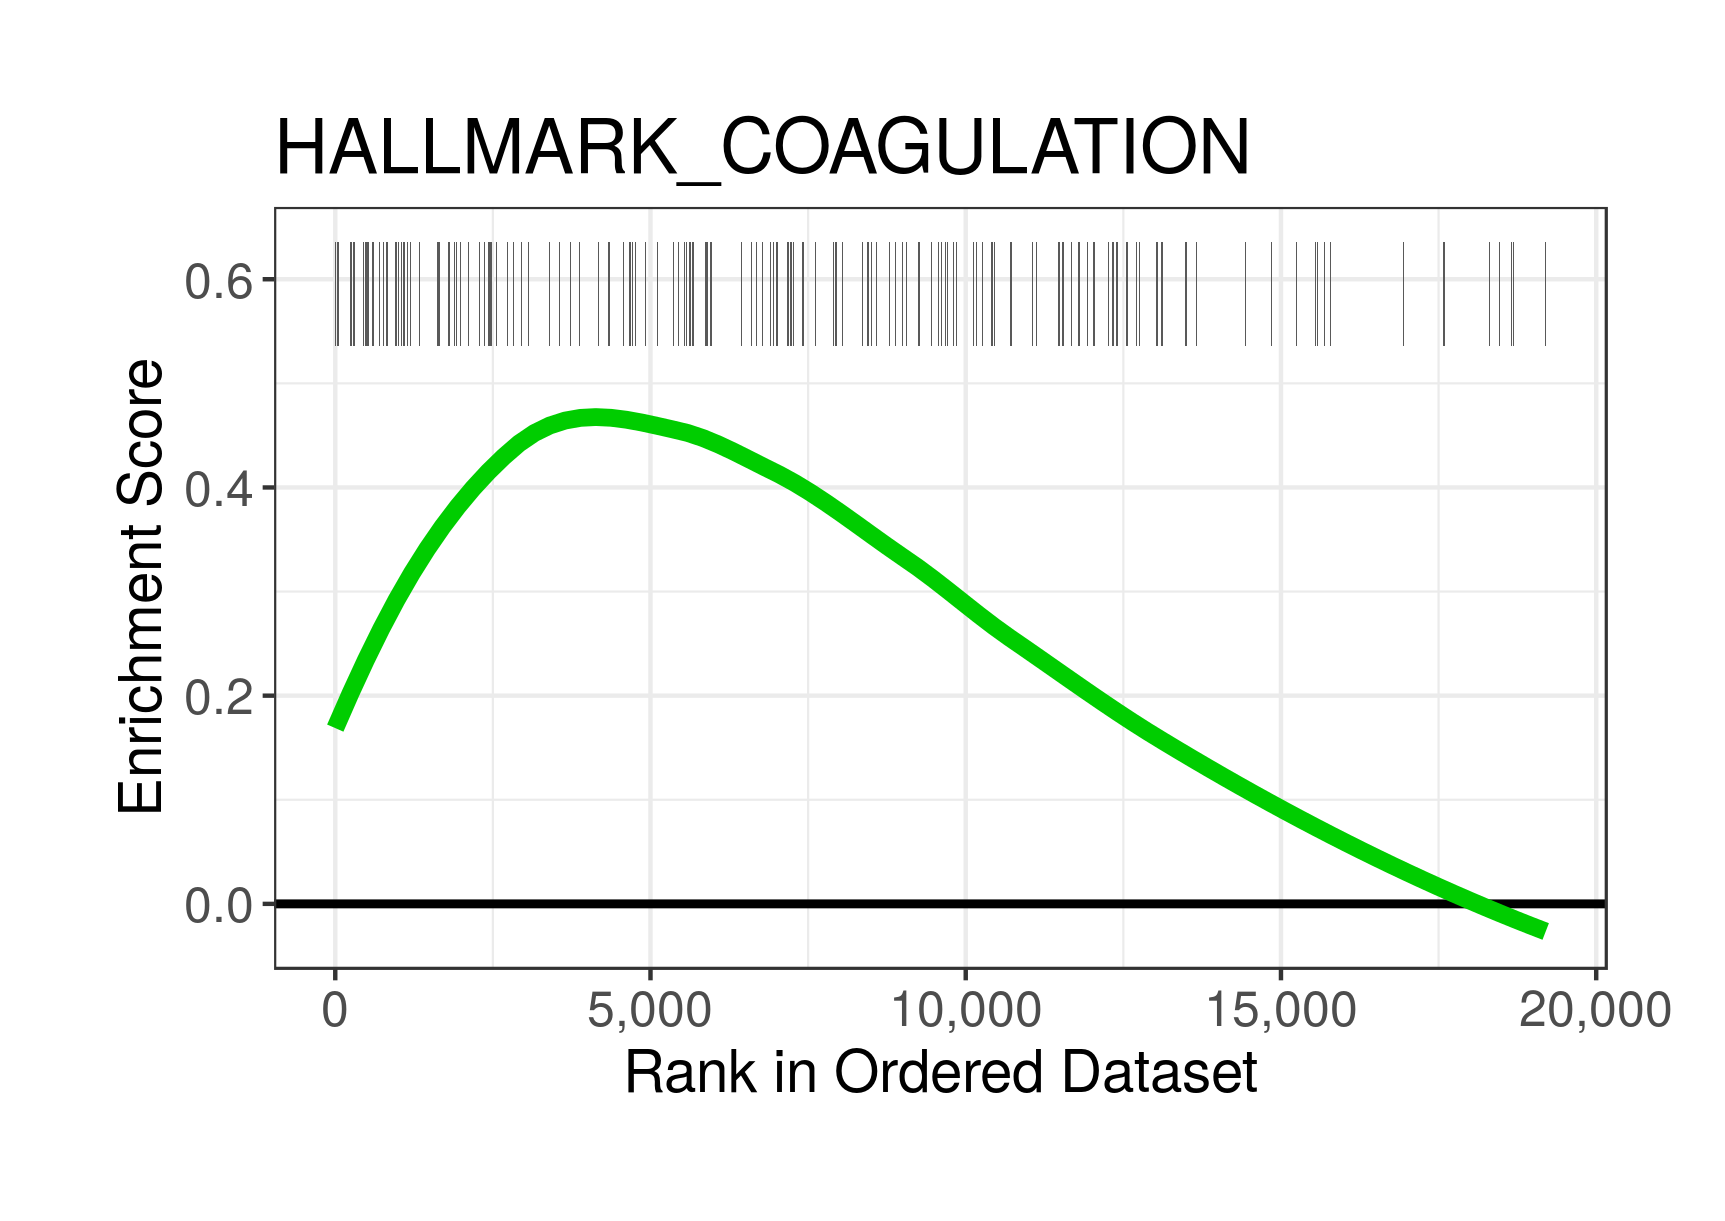 HALLMARK_COAGULATION
Enrichment Score
0.6
0.4
0.2
0.0
0 5,000 10,000 15,000 20,000
Rank in Ordered Dataset